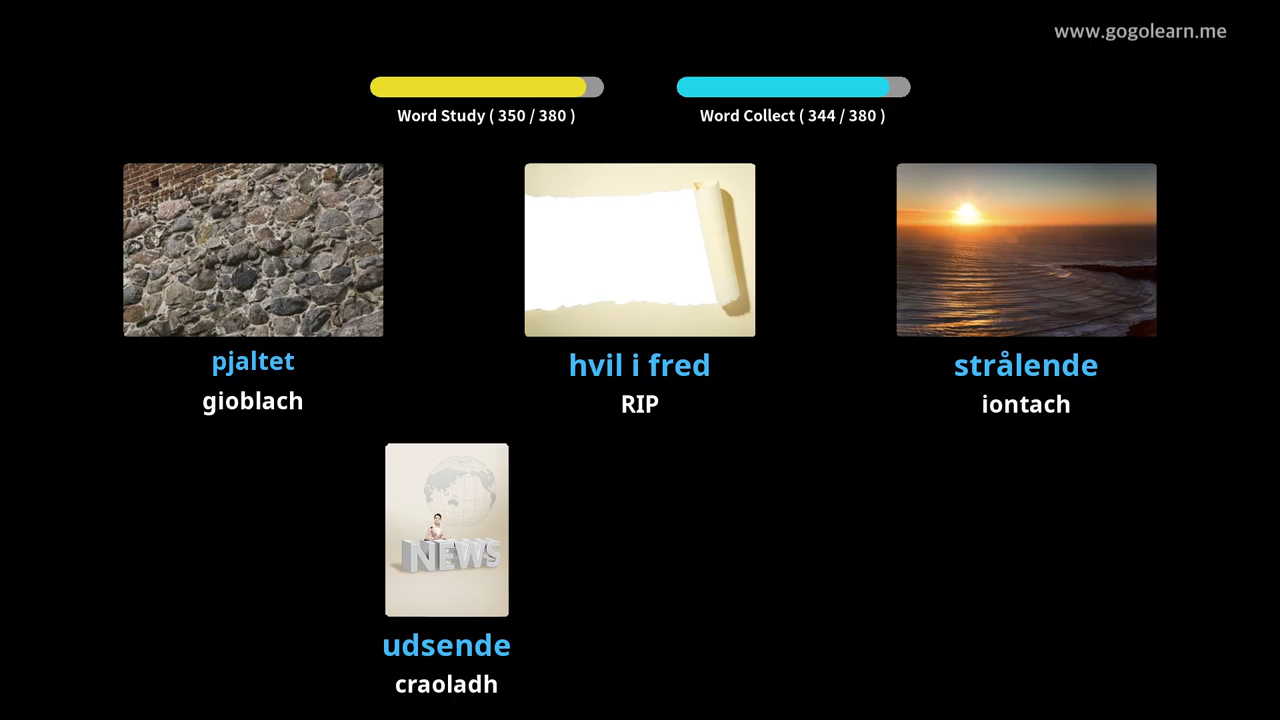 www.gogolearn.me
Word Study ( 350 / 380 )
Word Collect ( 344 / 380 )
pjaltet
gioblach
hvil i fred
RIP
strålende
iontach
NEWS
udsende
craoladh